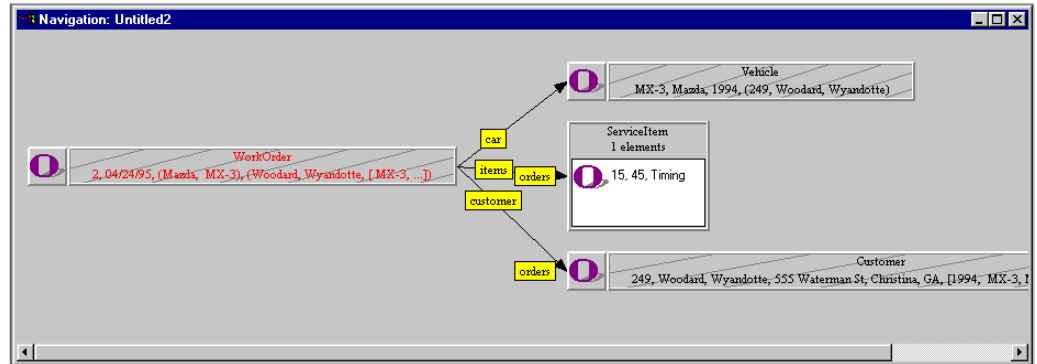 Navigation: Untitled2
Vehicle
MX-3, Mazda, 1994, (249, Woodard, Wyandotte)
car
ServiceItem
1 elements
WorkOrder
2, 04/24/95, (Mazda, MX-3), (Woodard, Wyandotte, [ MX-3, ...])
items
orders
15, 45, Timing
customer
orders
Customer
249, Woodard, Wyandotte, 555 Waterman St, Christina, GA, [1994, MX-3,